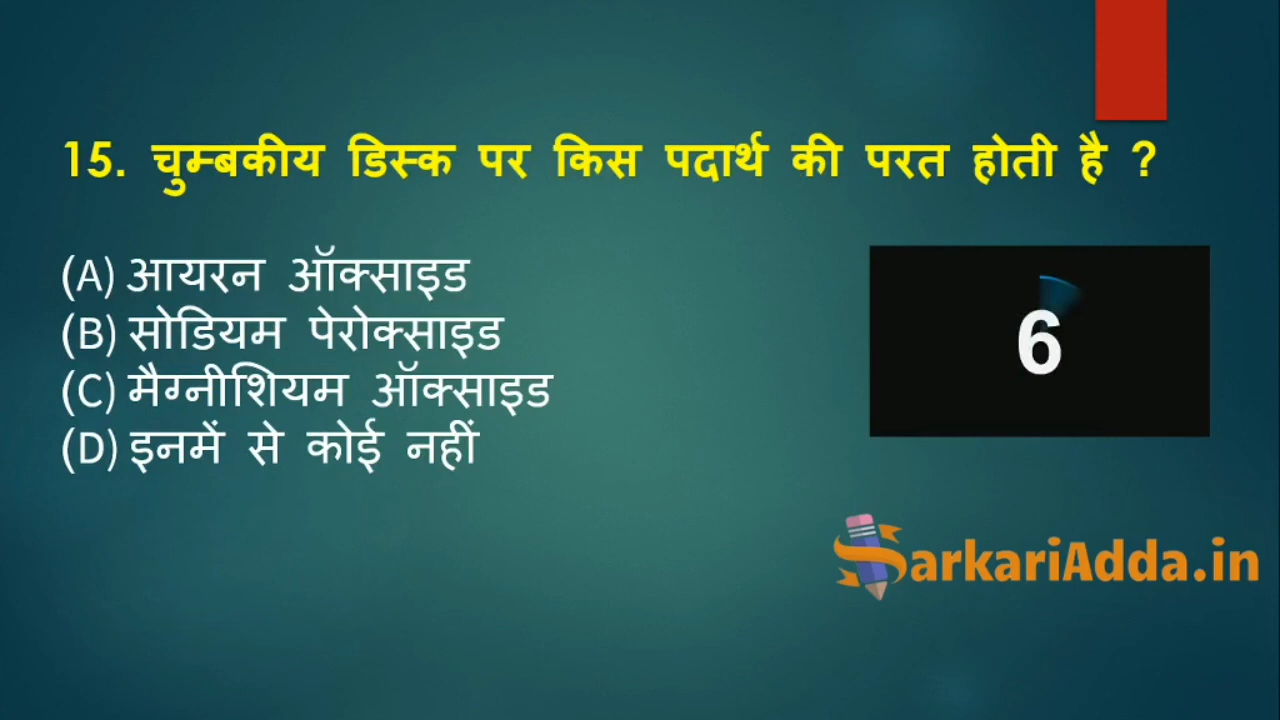 15. चुम्बकीय डिस्क पर किस पदार्थ की परत होती है ?
(A) आयरन ऑक्साइड
(B) सोडियम पेरोक्साइड
(C) मैग्नीशियम ऑक्साइड
(D) इनमें से कोई नहीं
6
SarkariAdda.in